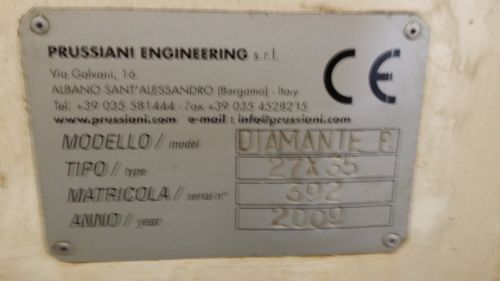 PRUSSIANI ENGINEERING s.r.l.
Via Galvani, 16
ALBANO SANT'ALESSANDRO (Bergamo) - Italy
Tel: +39 035 581444 - Fax +39 035 4528235
www.prussiani.com e-mail : info@prussiani.com
CE
MODELLO / model: DIAMANTE
TIPO / type: 27X35
MATRICOLA / serial n°: 392
ANNO / year: 2009